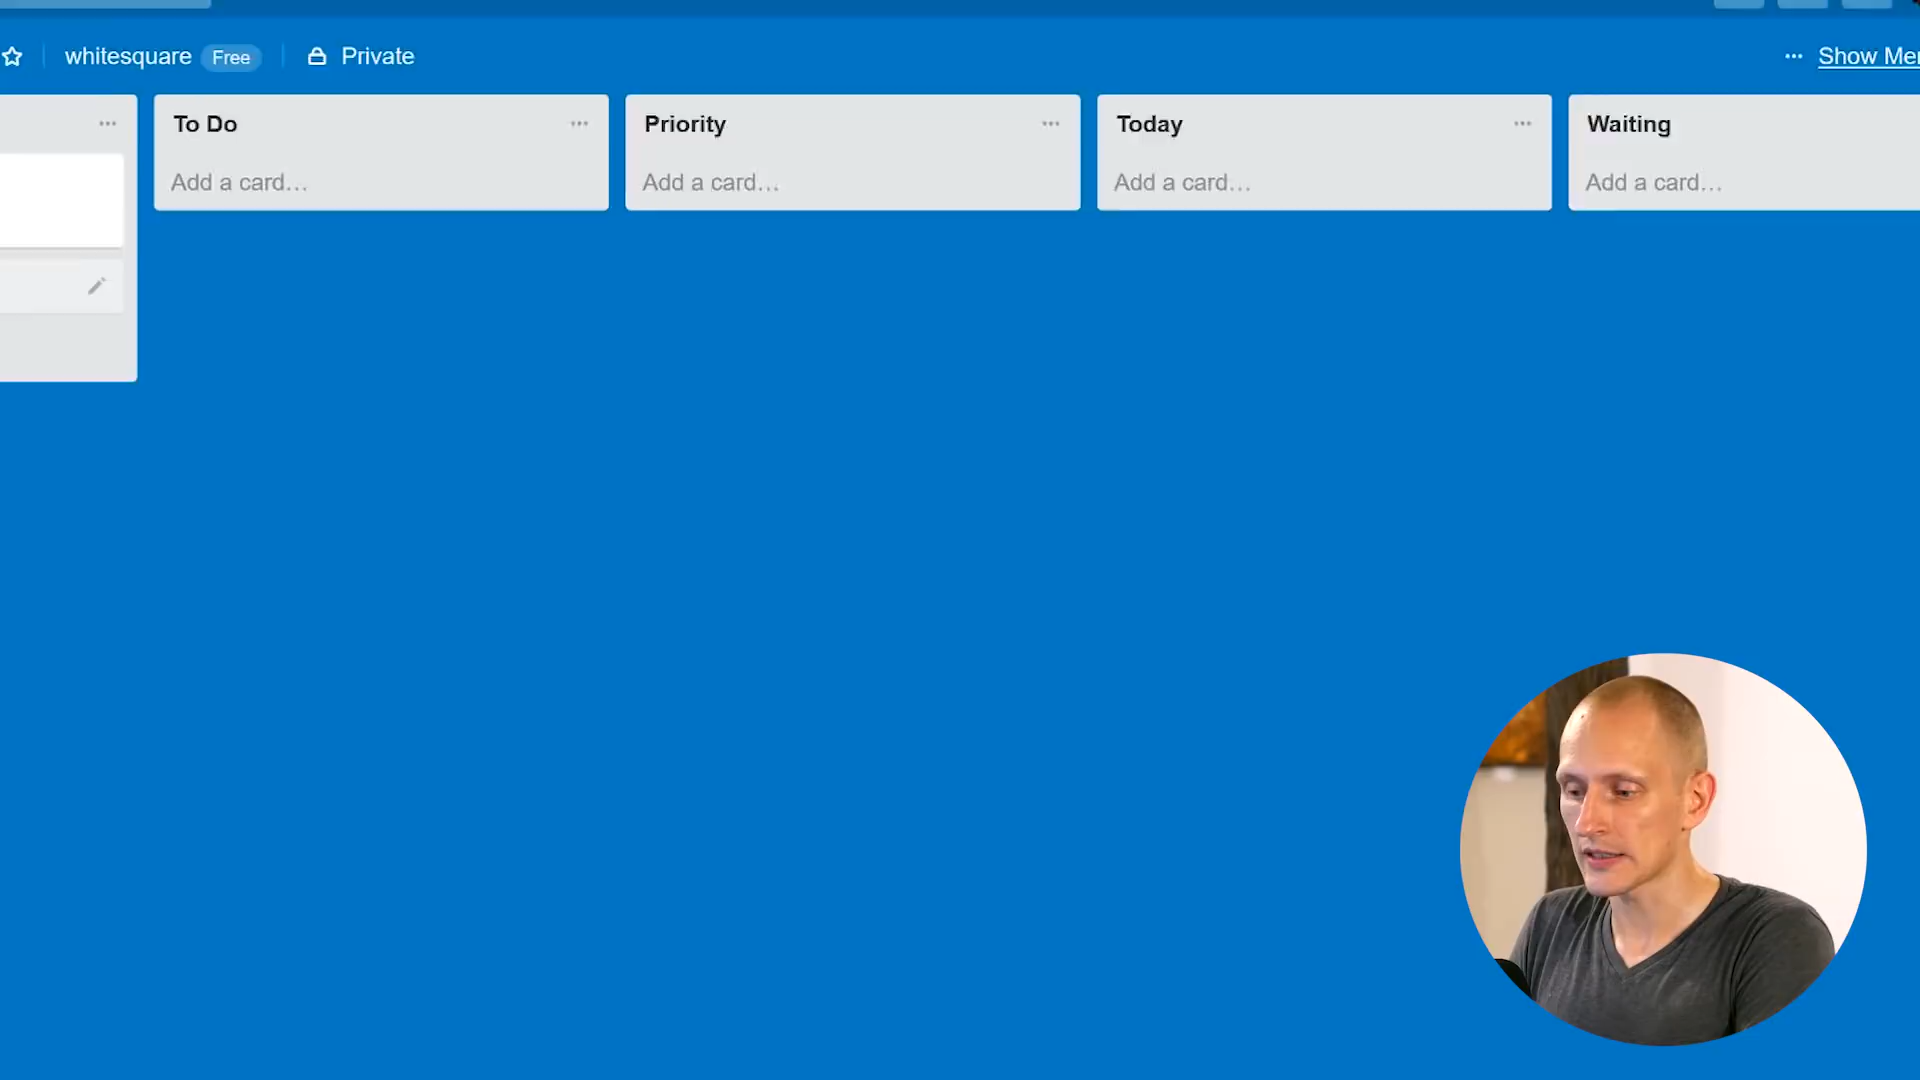 whitesquare Free Private ··· Show Me
To Do ···
Priority ···
Today ···
Waiting
Add a card…
Add a card…
Add a card…
Add a card…